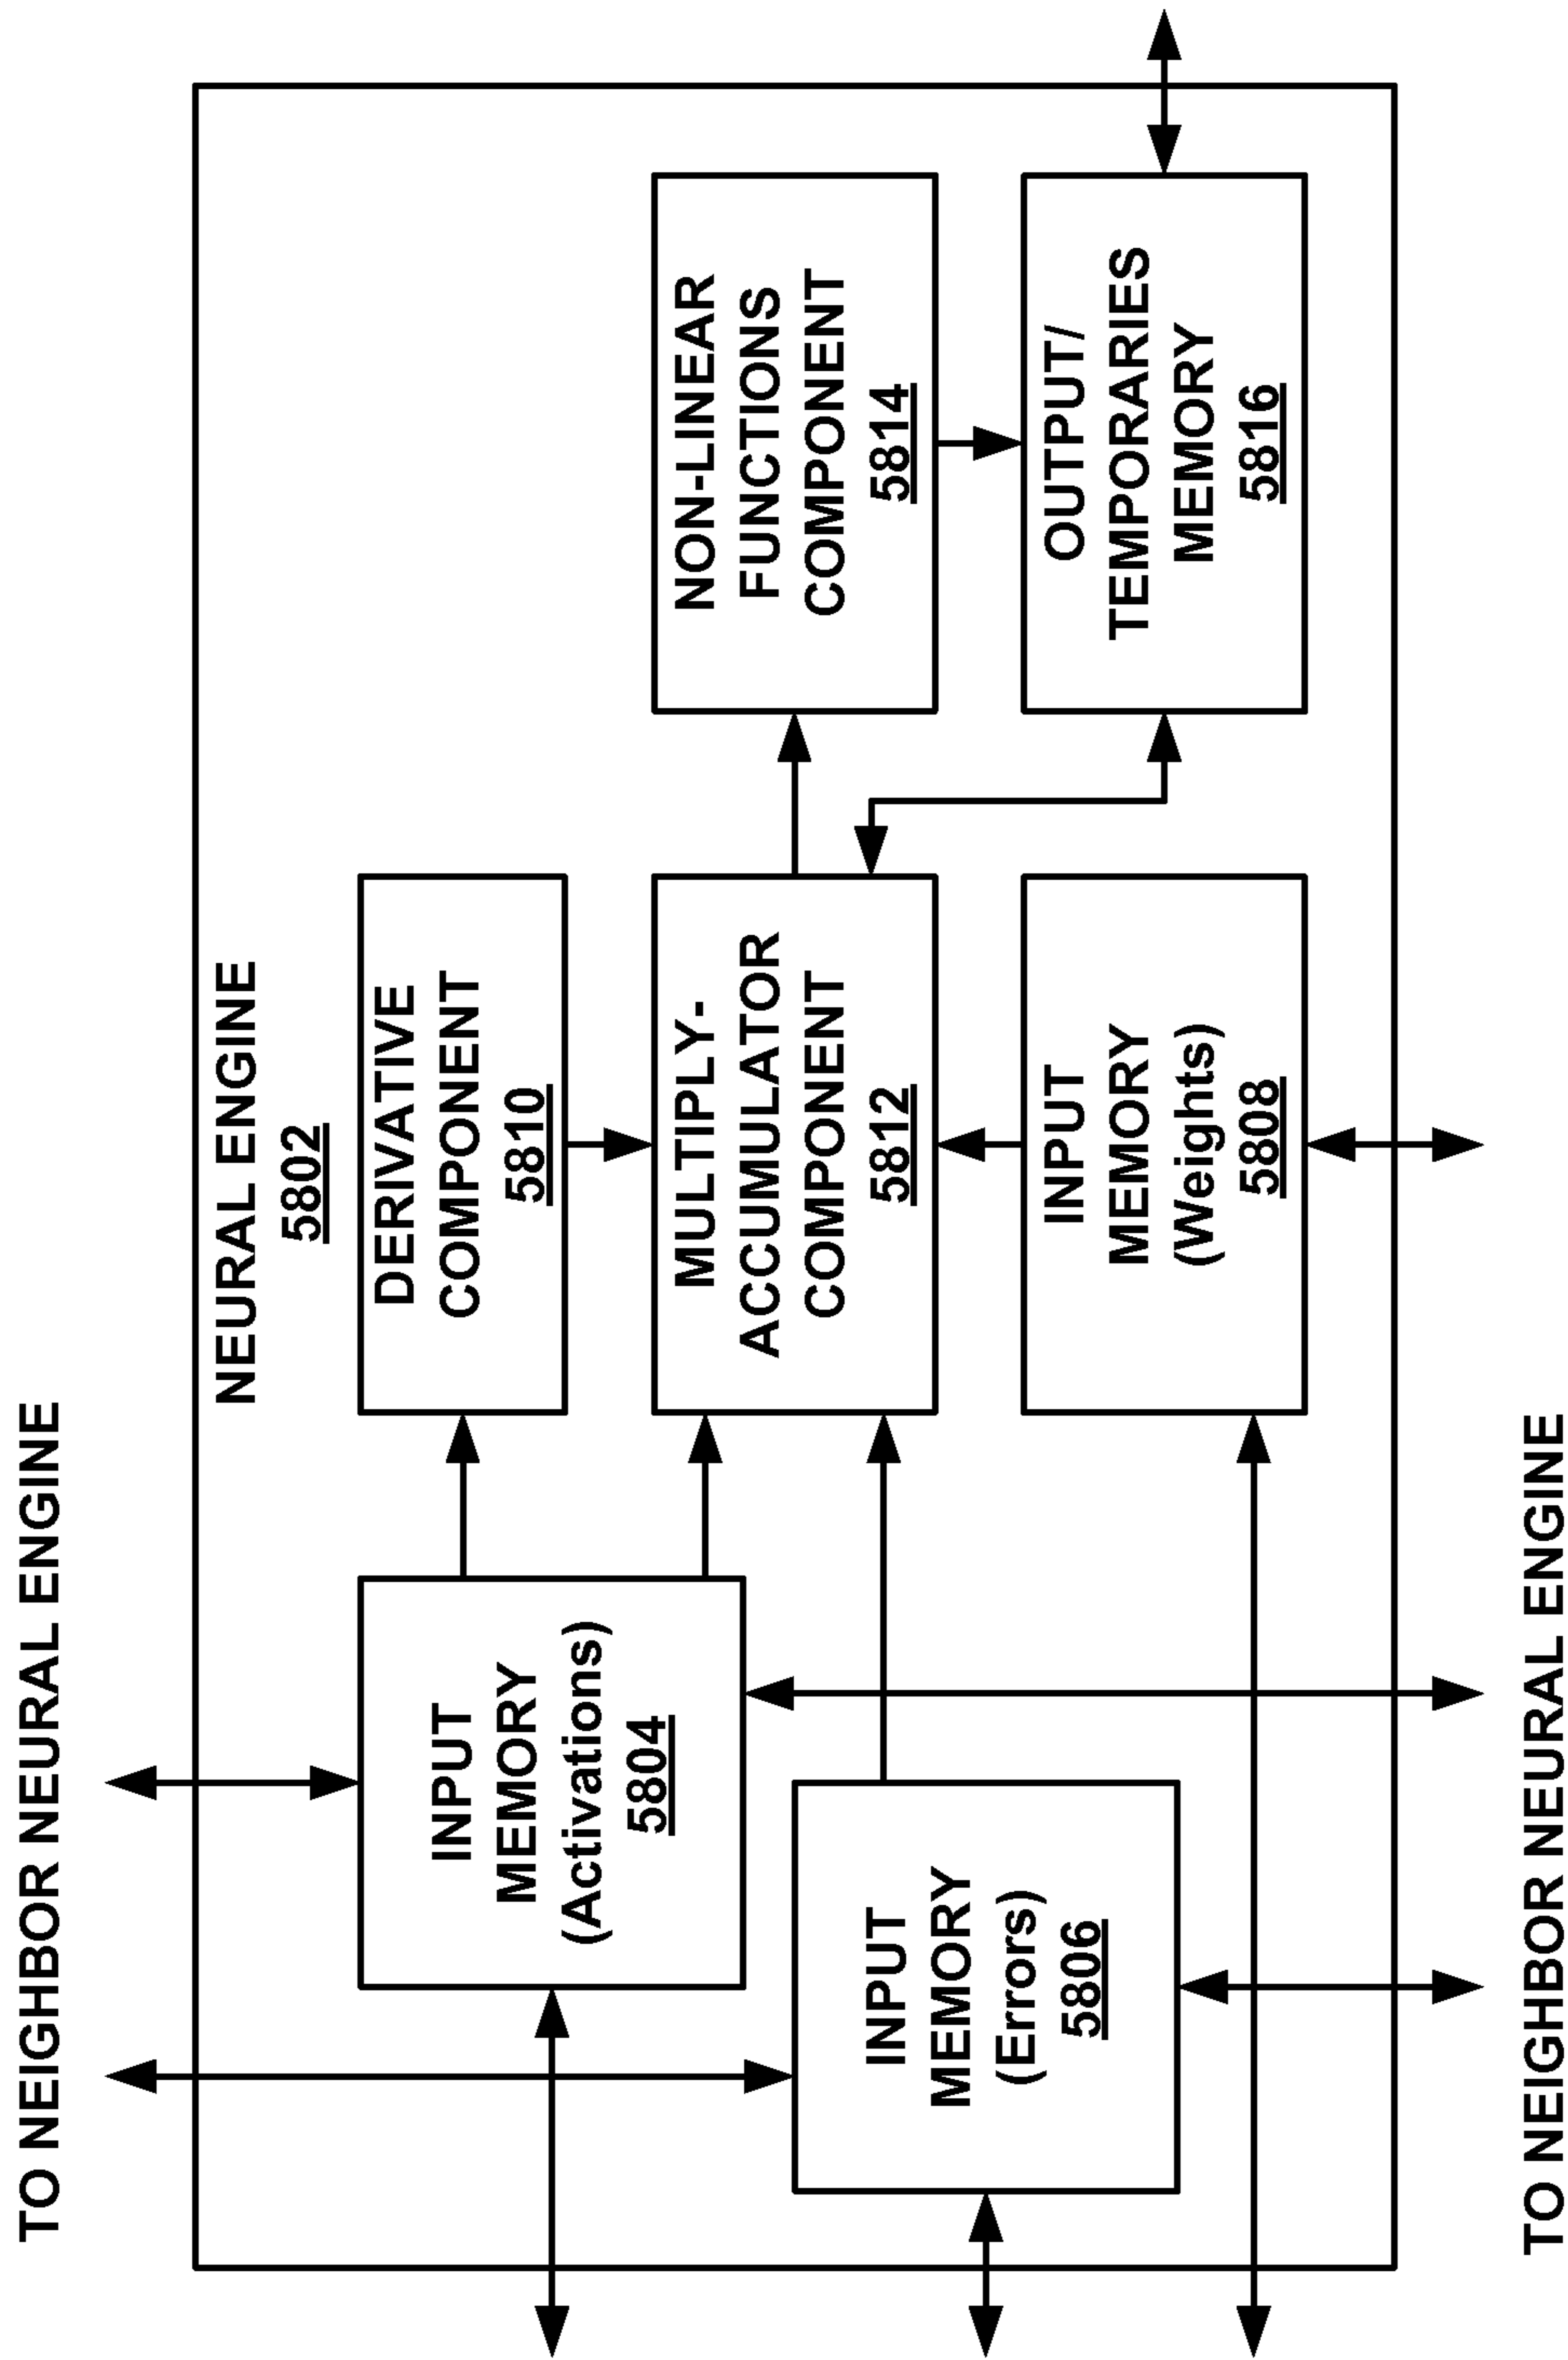 TO NEIGHBOR NEURAL ENGINE
NEURAL ENGINE
5802
INPUT
MEMORY
(Activations)
5804
DERIVATIVE
COMPONENT
5810
INPUT
MEMORY
(Errors)
5806
MULTIPLY-
ACCUMULATOR
COMPONENT
5812
NON-LINEAR
FUNCTIONS
COMPONENT
5814
INPUT
MEMORY
(Weights)
5808
OUTPUT/
TEMPORARIES
MEMORY
5816
TO NEIGHBOR NEURAL ENGINE